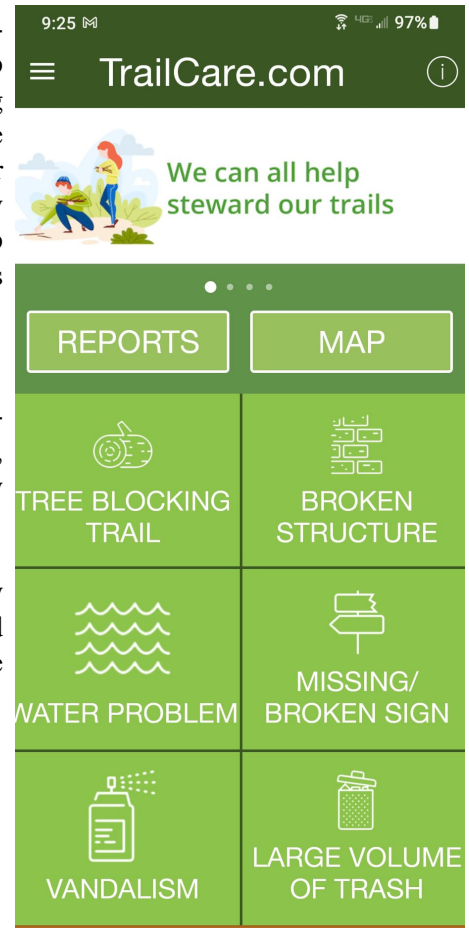 9:25 97%
TrailCare.com
We can all help
steward our trails
REPORTS MAP
TREE BLOCKING
TRAIL
BROKEN
STRUCTURE
WATER PROBLEM
MISSING/
BROKEN SIGN
VANDALISM
LARGE VOLUME
OF TRASH